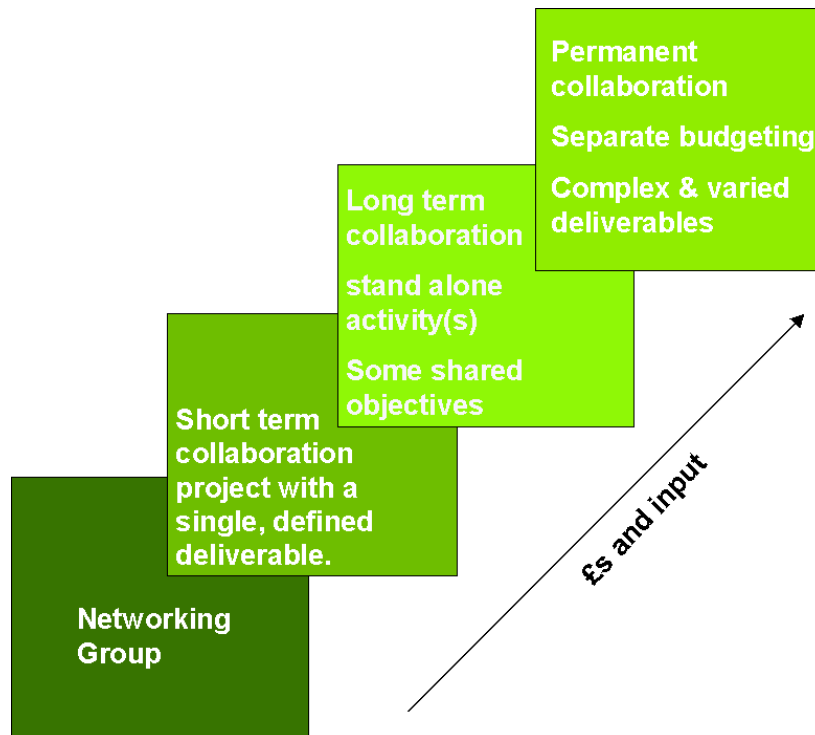 Permanent
collaboration
Separate budgeting
Complex & varied
deliverables
Long term
collaboration
stand alone
activity(s)
Some shared
objectives
Short term
collaboration
project with a
single, defined
deliverable.
Networking
Group
£s and input